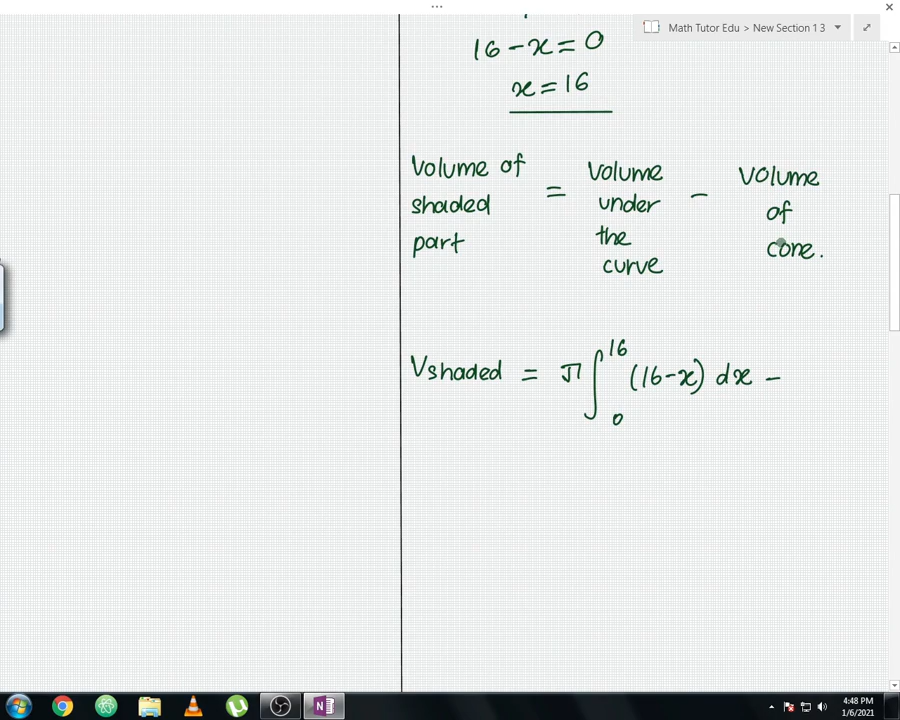 Math Tutor Edu > New Section 1 3
16 - x = 0
x = 16
Volume of shaded part = Volume under the curve - Volume of cone.
Vshaded = π∫₀¹⁶ (16-x) dx -
4:48 PM
1/6/2021